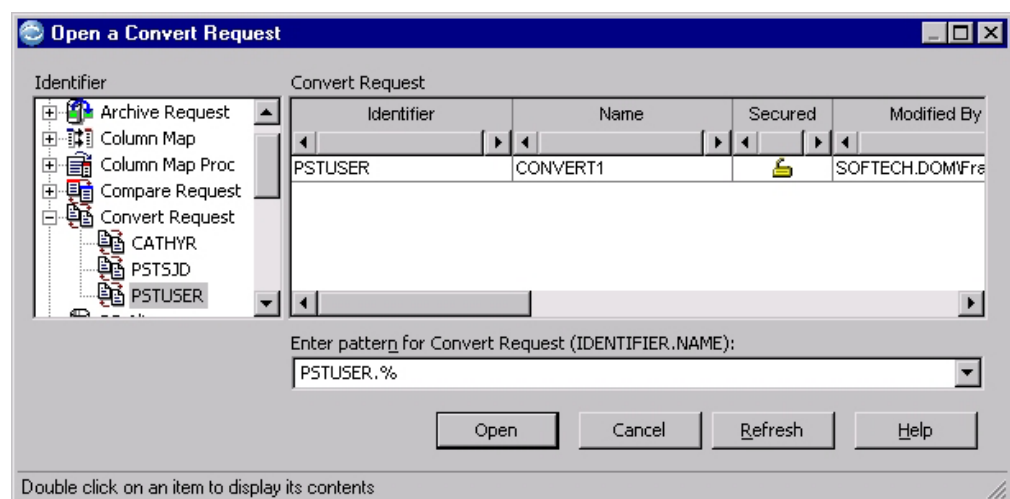 Open a Convert Request
Identifier
Archive Request
Column Map
Column Map Proc
Compare Request
Convert Request
CATHYR
PSTSJD
PSTUSER
Convert Request
Identifier Name Secured Modified By
PSTUSER CONVERT1 SOFTECH.DOM\Fra
Enter pattern for Convert Request (IDENTIFIER.NAME):
PSTUSER.%
Open Cancel Refresh Help
Double click on an item to display its contents